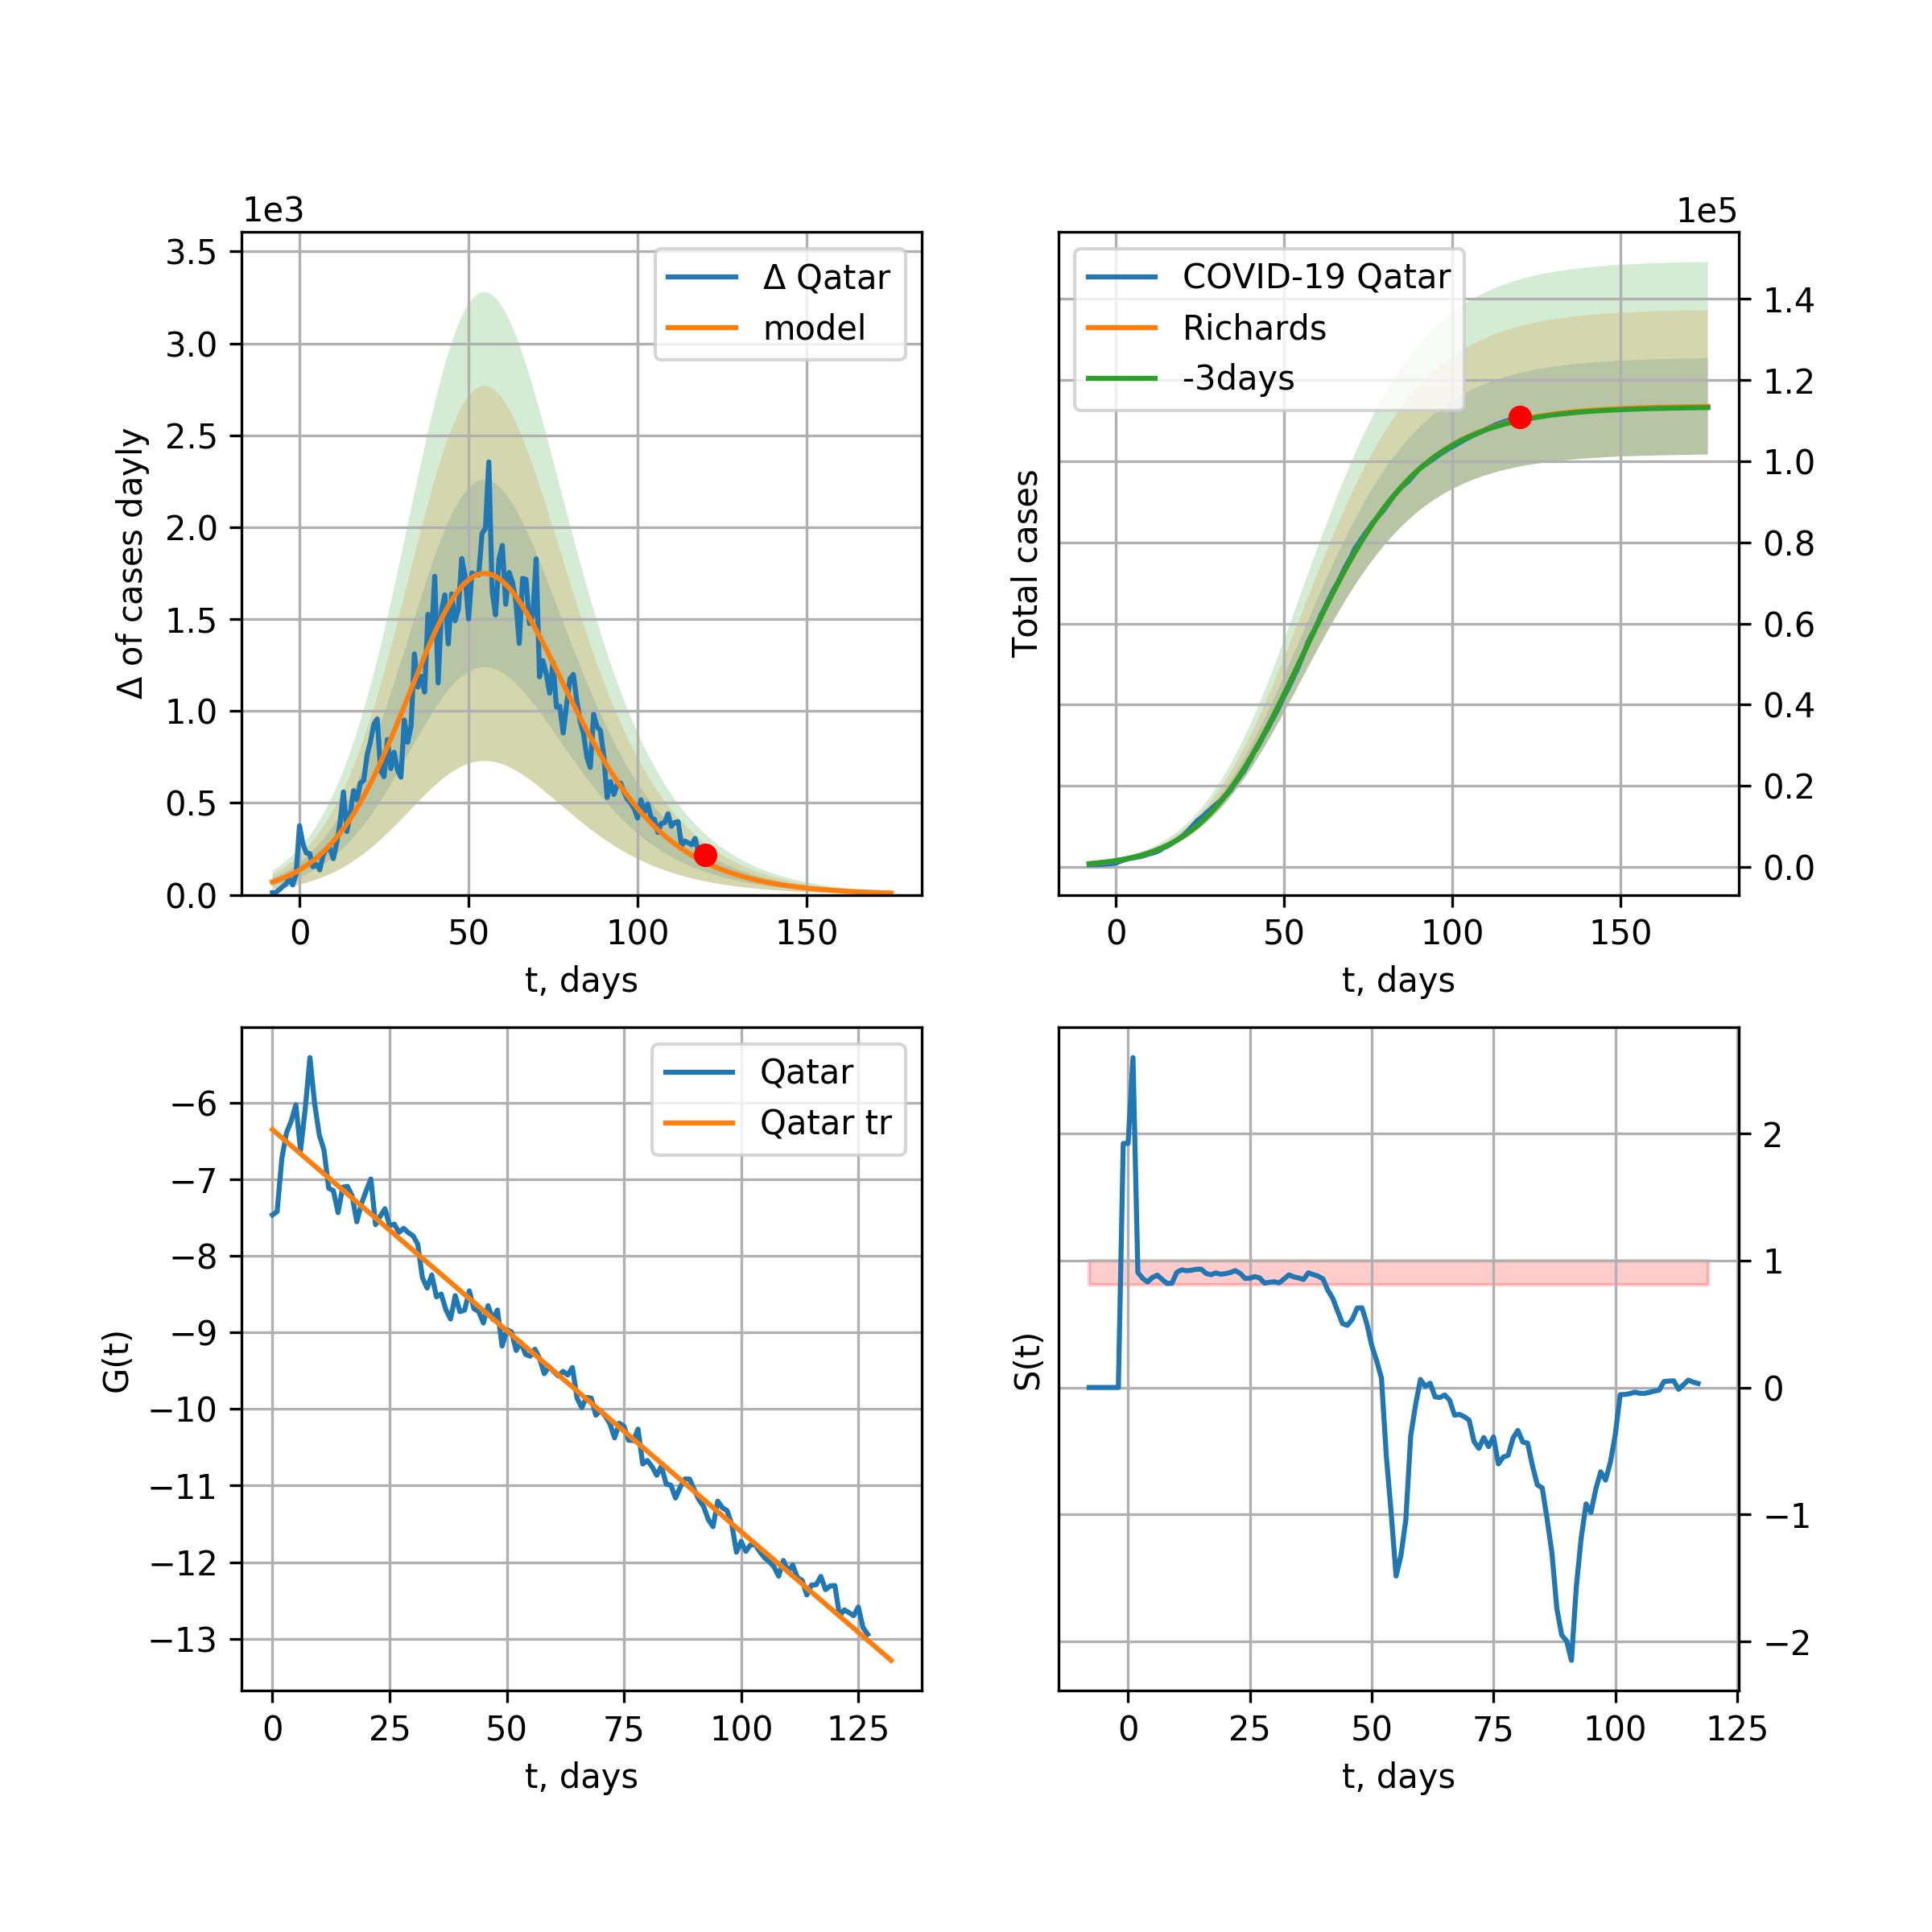 1e3
3.5
3.0
2.5
2.0
1.5
1.0
0.5
0.0
Δ of cases dayly
0 50 100 150
t, days
Δ Qatar
model
1e5
COVID-19 Qatar
Richards
-3days
1.4
1.2
1.0
0.8
0.6
0.4
0.2
0.0
Total cases
0 50 100 150
t, days
−6
−7
−8
−9
−10
−11
−12
−13
G(t)
0 25 50 75 100 125
t, days
Qatar
Qatar tr
2
1
0
−1
−2
S(t)
0 25 50 75 100 125
t, days